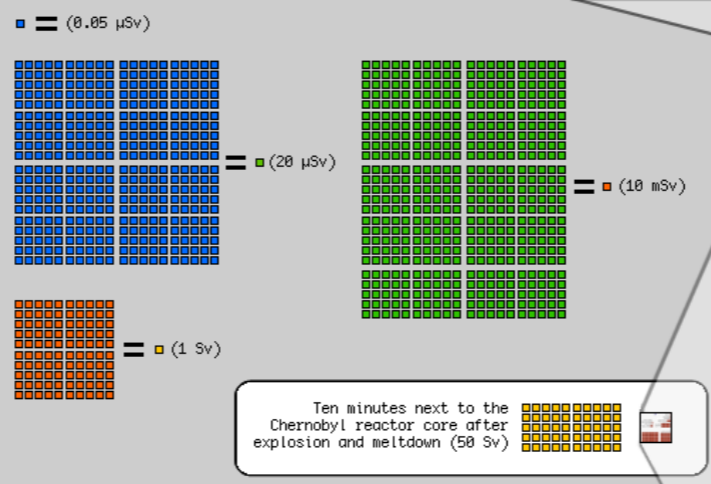 = (0.05 µSv)
= (20 µSv)
= (10 mSv)
= (1 Sv)
Ten minutes next to the
Chernobyl reactor core after
explosion and meltdown (50 Sv)